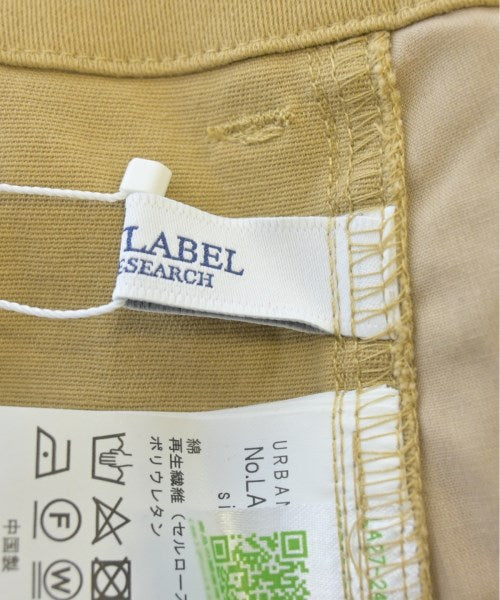 LABEL
SEARCH
URBAN
No.LA
si
綿
再生繊維(セルロース
ポリウレタン
F
W
中国製